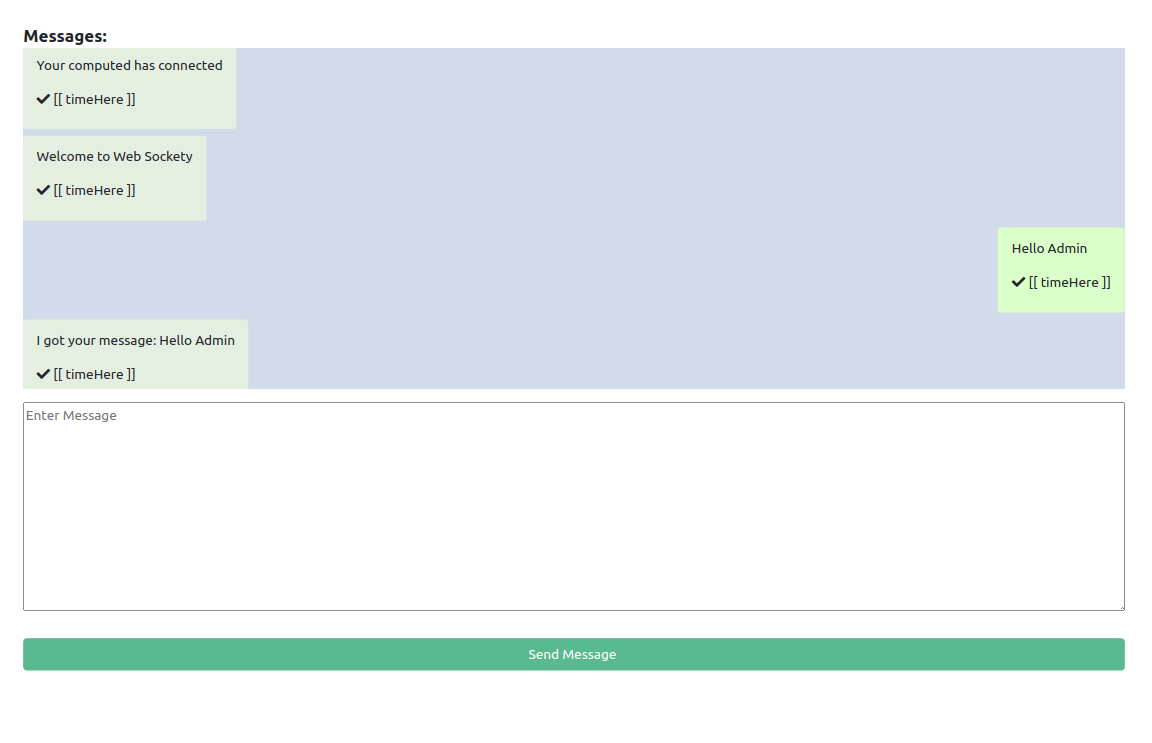 Messages:
Your computed has connected
[[ timeHere ]]
Welcome to Web Sockety
[[ timeHere ]]
Hello Admin
[[ timeHere ]]
I got your message: Hello Admin
[[ timeHere ]]
Enter Message
Send Message